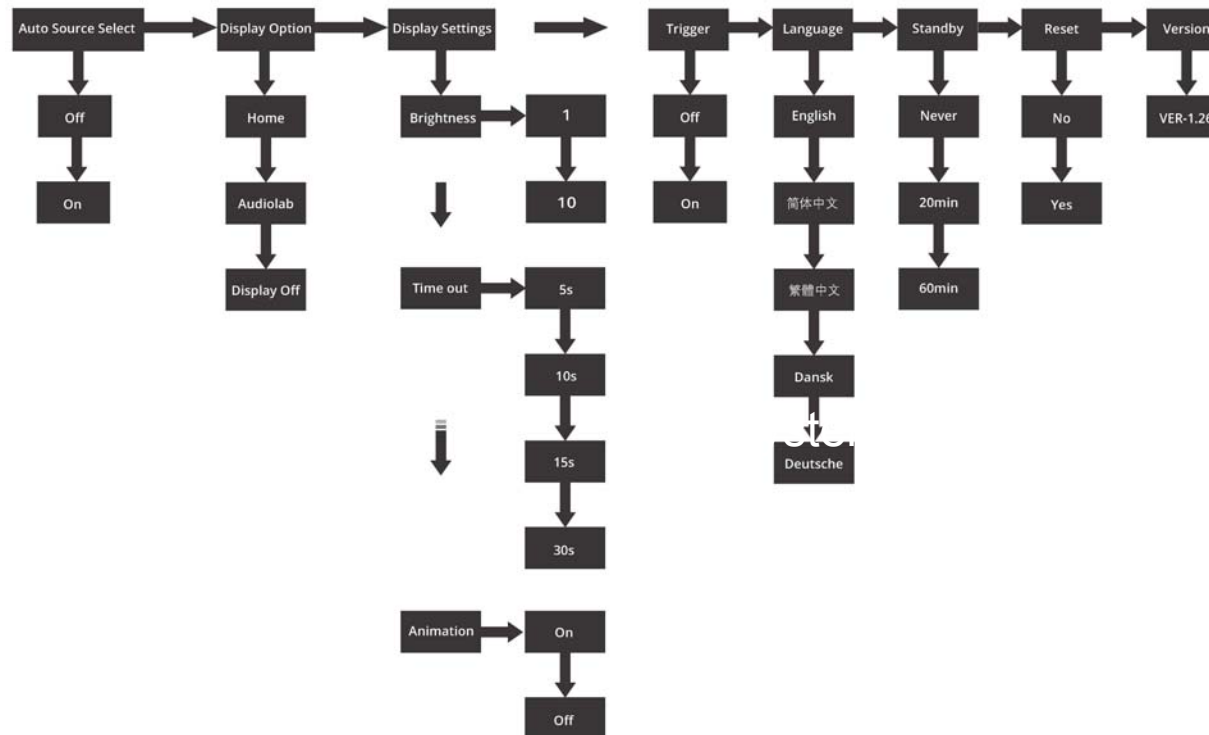 Auto Source Select
Display Option
Display Settings
Trigger
Language
Standby
Reset
Version
Off
Home
Brightness
1
Off
English
Never
No
VER-1.26
On
Audiolab
10
On
简体中文
20min
Yes
Display Off
Time out
5s
繁體中文
60min
10s
Dansk
15s
Deutsche
30s
Animation
On
Off